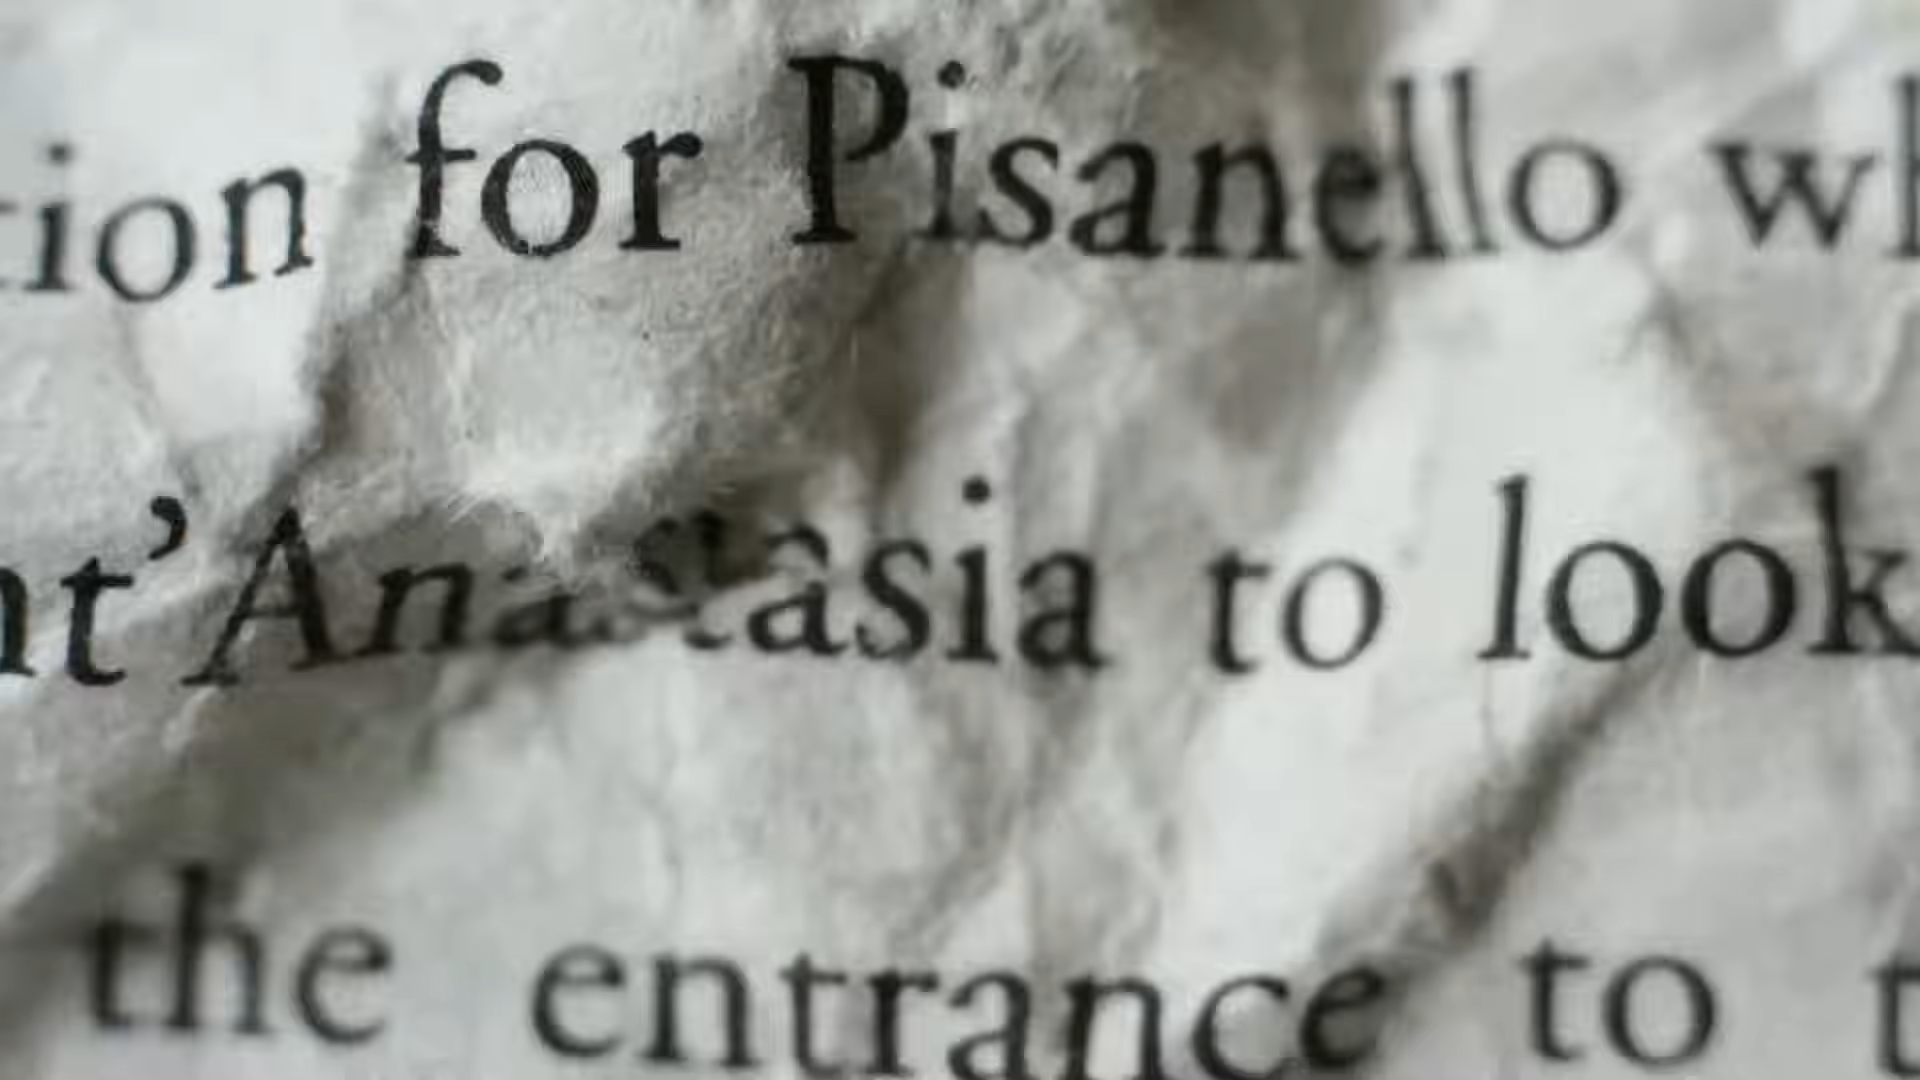 tion for Pisanello wh
nt'Anastasia to look
the entrance to t